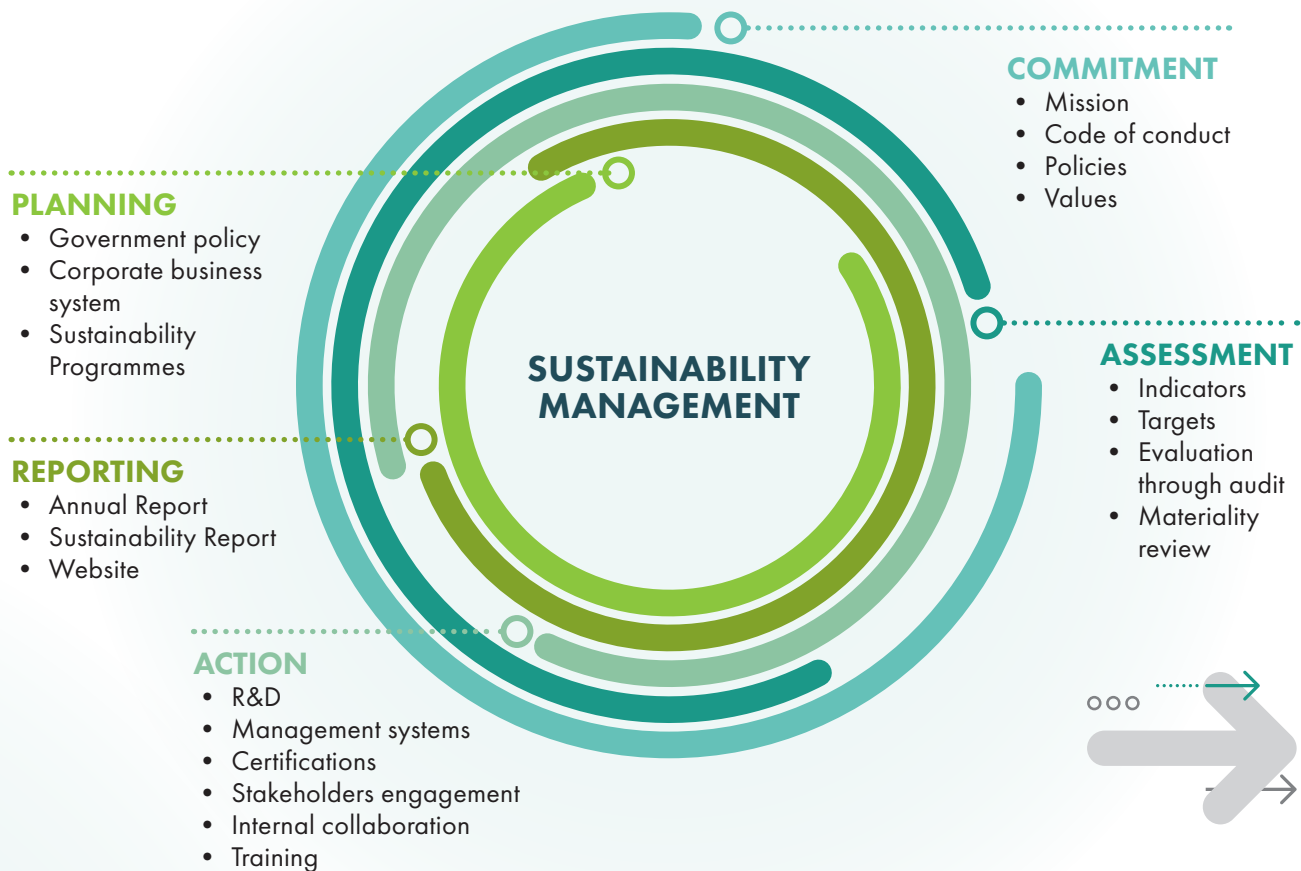 COMMITMENT
• Mission
• Code of conduct
• Policies
• Values
PLANNING
• Government policy
• Corporate business
system
• Sustainability
Programmes
SUSTAINABILITY
MANAGEMENT
ASSESSMENT
• Indicators
• Targets
• Evaluation
through audit
• Materiality
review
REPORTING
• Annual Report
• Sustainability Report
• Website
ACTION
• R&D
• Management systems
• Certifications
• Stakeholders engagement
• Internal collaboration
• Training